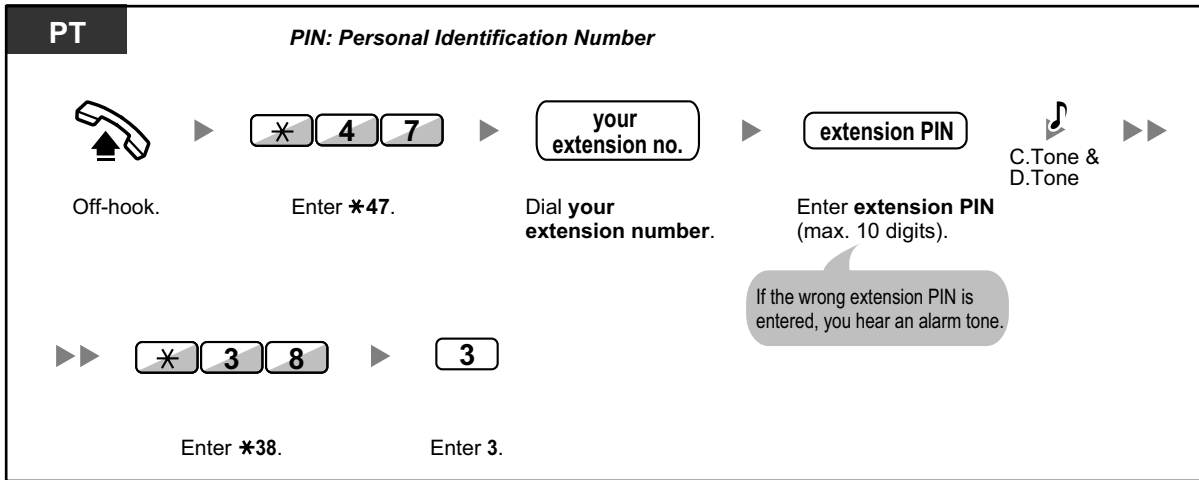 PT
PIN: Personal Identification Number
* 4 7
your
extension no.
extension PIN
C.Tone &
D.Tone
Off-hook.
Enter *47.
Dial your
extension number.
Enter extension PIN
(max. 10 digits).
If the wrong extension PIN is
entered, you hear an alarm tone.
* 3 8
3
Enter *38.
Enter 3.